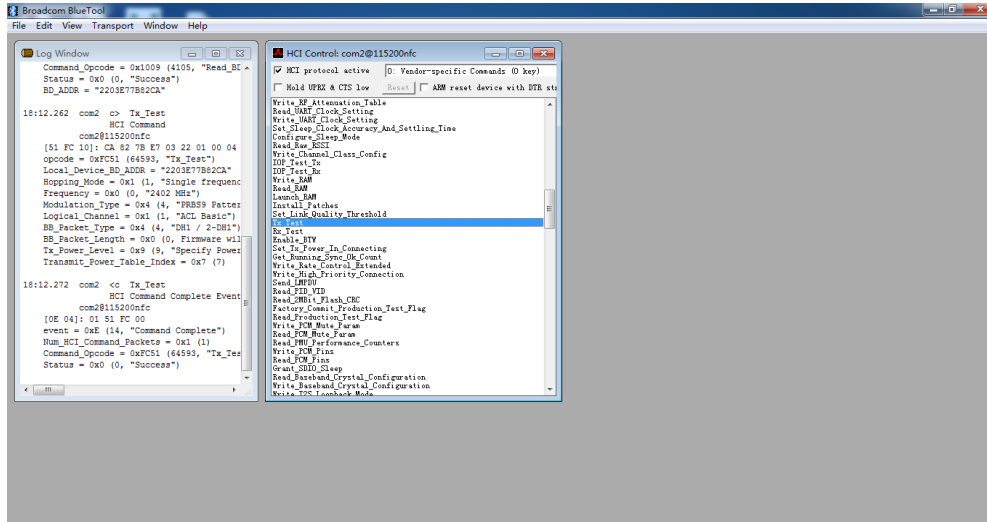 Broadcom BlueTool
File Edit View Transport Window Help
Log Window
Command_Opcode = 0x1009 (4105, "Read_BI
Status = 0x0 (0, "Success")
BD_ADDR = "2203E77B82CA"
18:12.262 com2 c> Tx_Test
HCI Command
com2@115200nfc
[51 FC 10]: CA 82 7B E7 03 22 01 00 04
opcode = 0xFC51 (64593, "Tx_Test")
Local_Device_BD_ADDR = "2203E77B82CA"
Hopping_Mode = 0x1 (1, "Single frequenc
Frequency = 0x0 (0, "2402 MHz")
Modulation_Type = 0x4 (4, "PRBS9 Patter
Logical_Channel = 0x1 (1, "ACL Basic")
BB_Packet_Type = 0x4 (4, "DH1 / 2-DH1")
BB_Packet_Length = 0x0 (0, Firmware wil
Tx_Power_Level = 0x9 (9, "Specify Power
Transmit_Power_Table_Index = 0x7 (7)
18:12.272 com2 <c Tx_Test
HCI Command Complete Event
com2@115200nfc
[0E 04]: 01 51 FC 00
event = 0xE (14, "Command Complete")
Num_HCI_Command_Packets = 0x1 (1)
Command_Opcode = 0xFC51 (64593, "Tx_Tes
Status = 0x0 (0, "Success")
HCI Control: com2@115200nfc
HCI protocol active 0: Vendor-specific Commands (0 key)
Hold UPRX & CTS low Reset ARM reset device with DTR st
Write_RF_Attenuation_Table
Read_UART_Clock_Setting
Write_UART_Clock_Setting
Set_Sleep_Clock_Accuracy_And_Settling_Time
Configure_Sleep_Mode
Read_Raw_RSSI
Write_Channel_Class_Config
IOP_Test_Tx
IOP_Test_Rx
Write_RAM
Read_RAM
Launch_RAM
Install_Patches
Set_Link_Quality_Threshold
Tx_Test
Rx_Test
Enable_BTW
Set_Tx_Power_In_Connecting
Get_Running_Sync_Ok_Count
Write_Rate_Control_Extended
Write_High_Priority_Connection
Send_LMPDU
Read_PID_VID
Read_2MBit_Flash_CRC
Factory_Commit_Production_Test_Flag
Read_Production_Test_Flag
Write_PCM_Mute_Param
Read_PCM_Mute_Param
Read_PMU_Performance_Counters
Write_PCM_Pins
Read_PCM_Pins
Grant_SDIO_Sleep
Read_Baseband_Crystal_Configuration
Write_Baseband_Crystal_Configuration
Write_I2S_Loopback_Mode